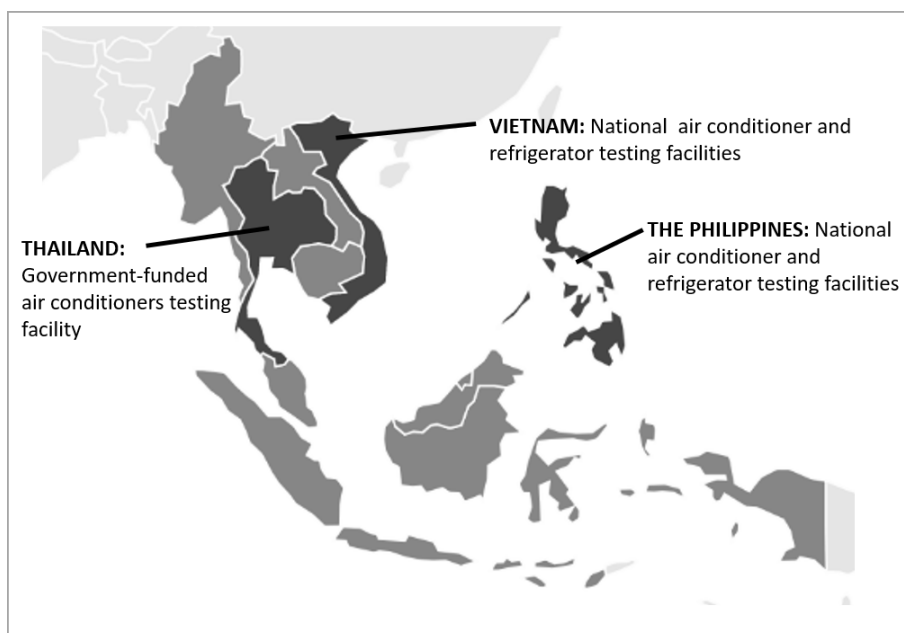 VIETNAM: National air conditioner and
refrigerator testing facilities
THE PHILIPPINES: National
air conditioner and
refrigerator testing facilities
THAILAND:
Government-funded
air conditioners testing
facility